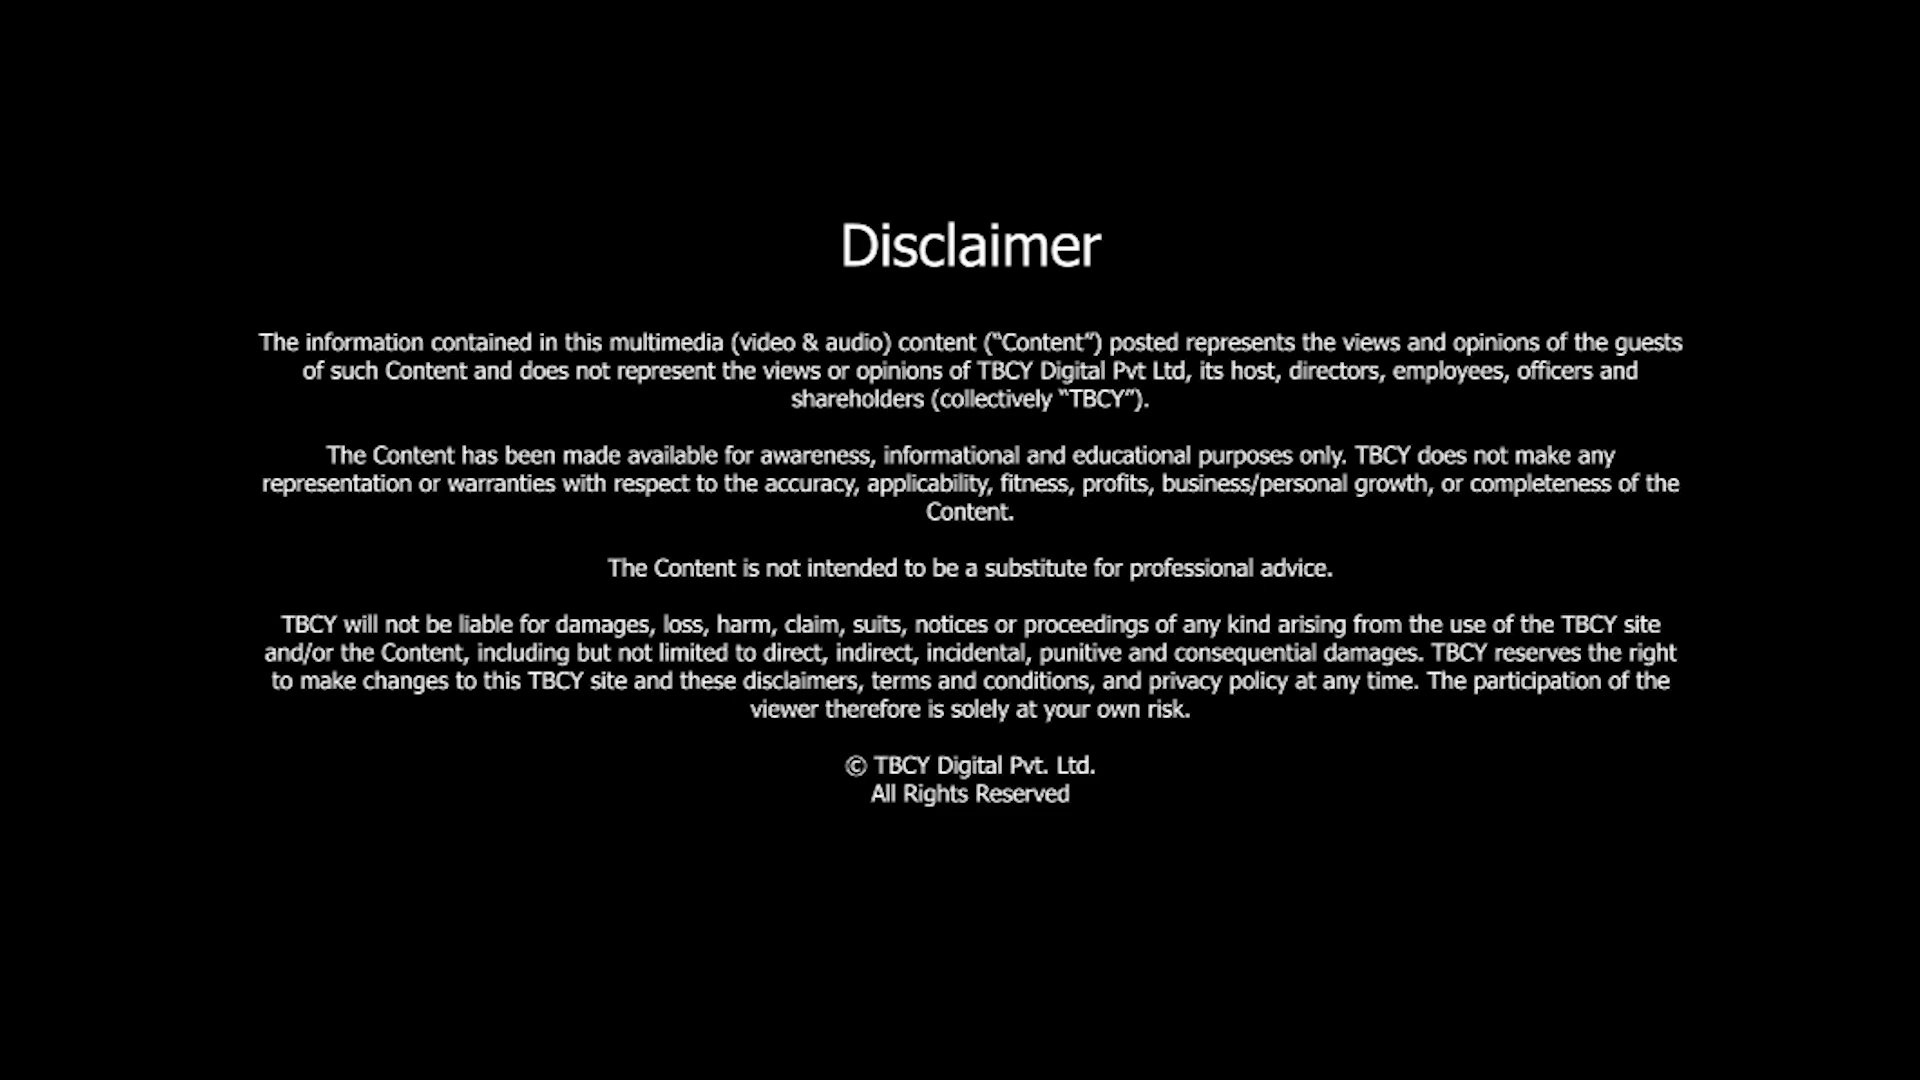 Disclaimer
The information contained in this multimedia (video & audio) content (“Content”) posted represents the views and opinions of the guests
of such Content and does not represent the views or opinions of TBCY Digital Pvt Ltd, its host, directors, employees, officers and
shareholders (collectively “TBCY”).
The Content has been made available for awareness, informational and educational purposes only. TBCY does not make any
representation or warranties with respect to the accuracy, applicability, fitness, profits, business/personal growth, or completeness of the
Content.
The Content is not intended to be a substitute for professional advice.
TBCY will not be liable for damages, loss, harm, claim, suits, notices or proceedings of any kind arising from the use of the TBCY site
and/or the Content, including but not limited to direct, indirect, incidental, punitive and consequential damages. TBCY reserves the right
to make changes to this TBCY site and these disclaimers, terms and conditions, and privacy policy at any time. The participation of the
viewer therefore is solely at your own risk.
© TBCY Digital Pvt. Ltd.
All Rights Reserved